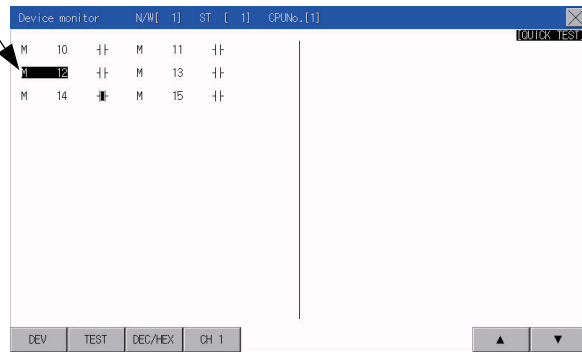 Device monitor N/W[ 1] ST [ 1] CPUNo.[1]
[QUICK TEST]
M 10 M 11
M 12 M 13
M 14 M 15
DEV TEST DEC/HEX CH 1 ▲ ▼